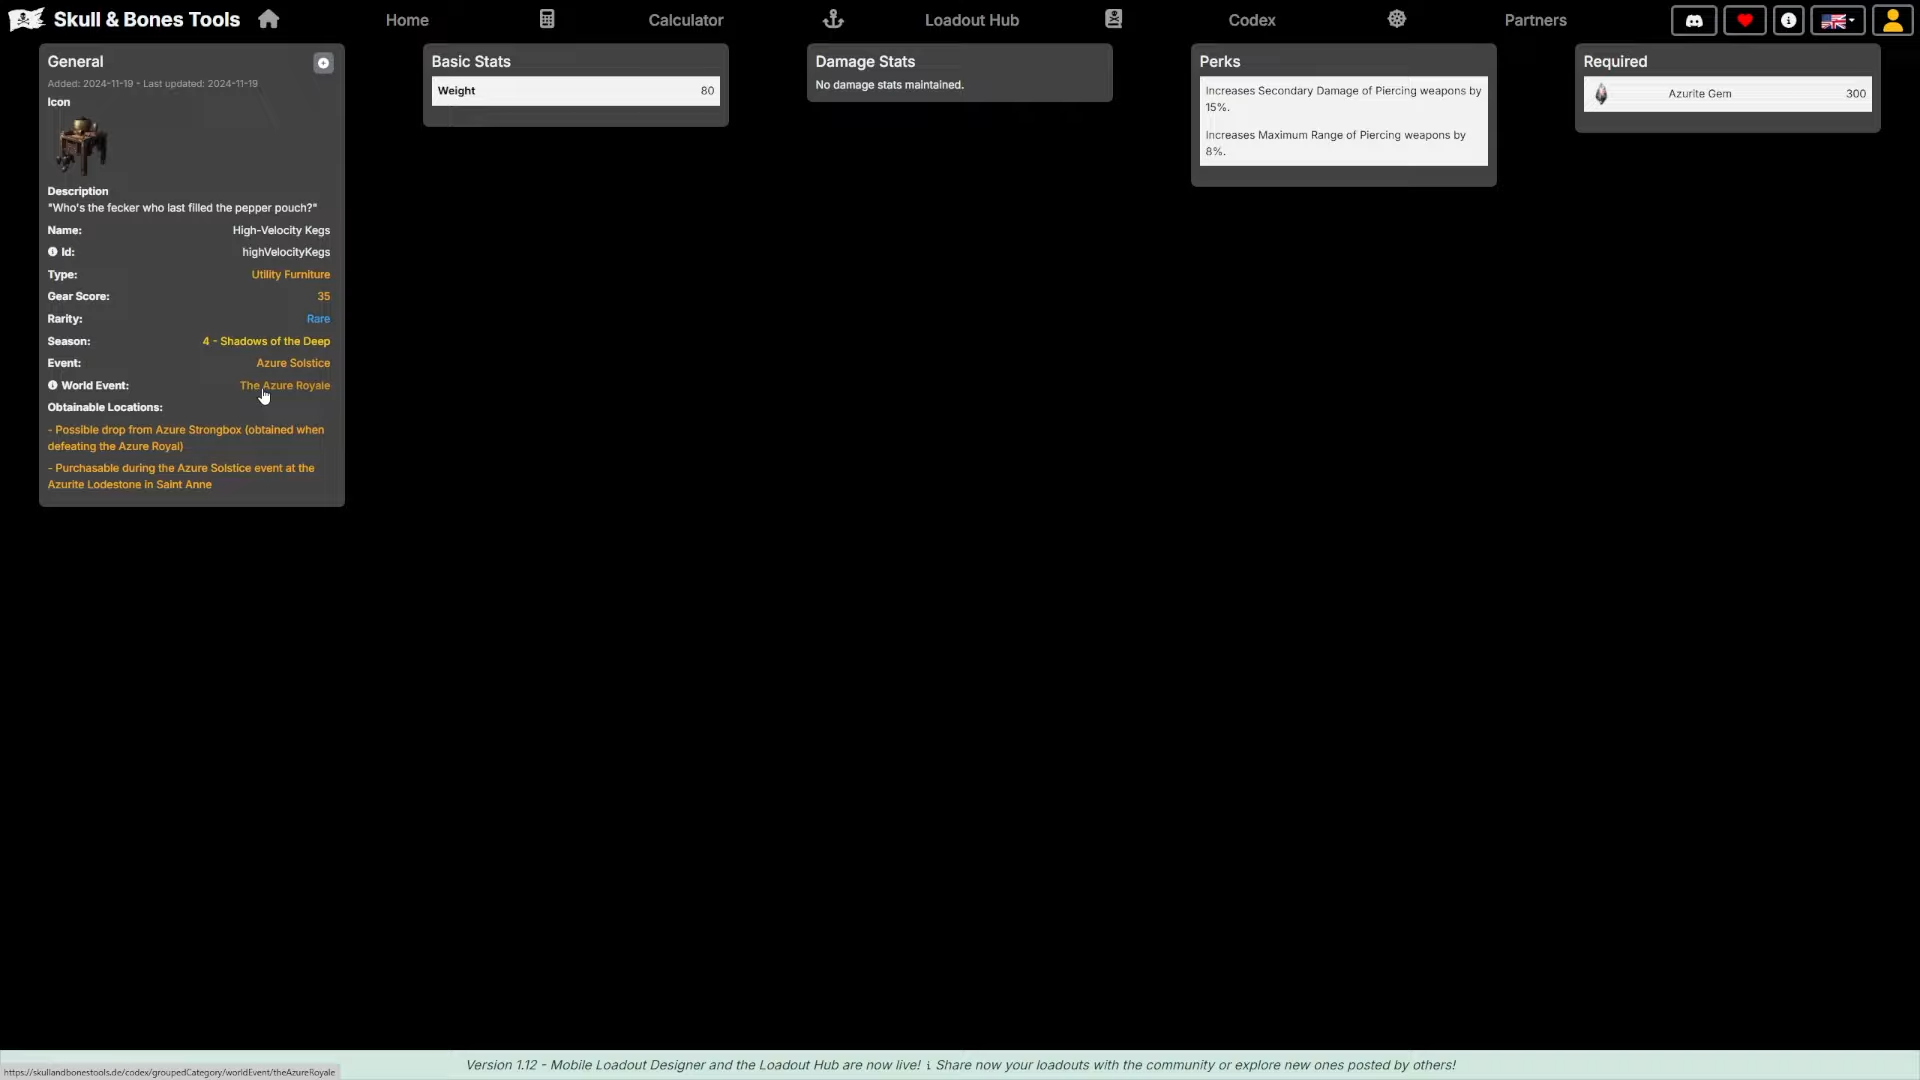 Skull & Bones Tools
Home
Calculator
Loadout Hub
Codex
Partners
General
Added: 2024-11-19 - Last updated: 2024-11-19
Icon
Description
"Who's the fecker who last filled the pepper pouch?"
Name: High-Velocity Kegs
Id: highVelocityKegs
Type: Utility Furniture
Gear Score: 35
Rarity: Rare
Season: 4 - Shadows of the Deep
Event: Azure Solstice
World Event: The Azure Royale
Obtainable Locations:
- Possible drop from Azure Strongbox (obtained when
defeating the Azure Royal)
- Purchasable during the Azure Solstice event at the
Azurite Lodestone in Saint Anne
Basic Stats
Weight 80
Damage Stats
No damage stats maintained.
Perks
Increases Secondary Damage of Piercing weapons by
15%.
Increases Maximum Range of Piercing weapons by
8%.
Required
Azurite Gem 300
Version 1.12 - Mobile Loadout Designer and the Loadout Hub are now live! i Share now your loadouts with the community or explore new ones posted by others!
https://skullandbonestools.de/codex/groupedCategory/worldEvent/theAzureRoyale